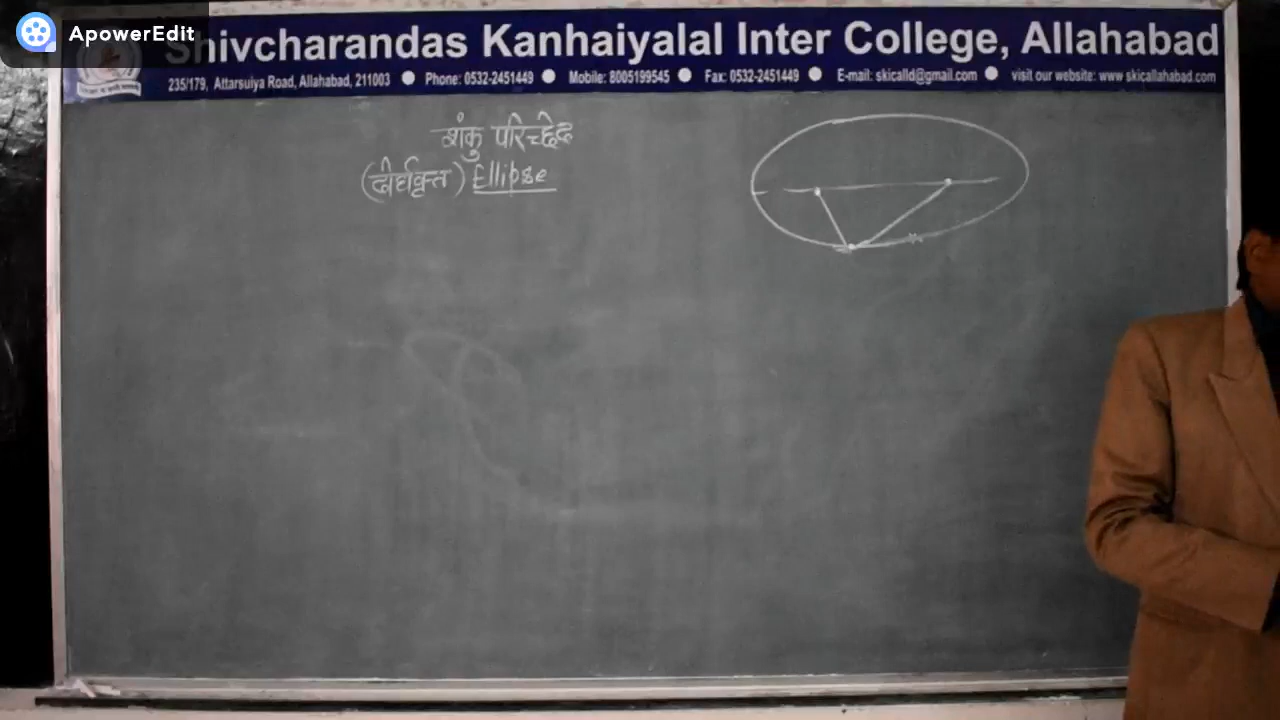 ApowerEdit
Shivcharandas Kanhaiyalal Inter College, Allahabad
235/179, Attarsuiya Road, Allahabad, 211003 ● Phone: 0532-2451449 ● Mobile: 8005199545 ● Fax: 0532-2451449 ● E-mail: skicalld@gmail.com ● visit our website: www.skicallahabad.com
शंकु परिच्छेद
(दीर्घवृत्त) Ellipse